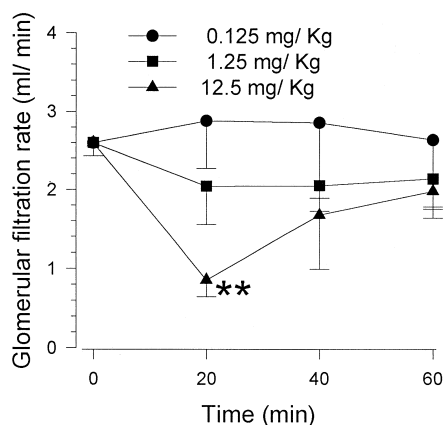 4
0.125 mg/ Kg
1.25 mg/ Kg
12.5 mg/ Kg
3
2
1
**
0
0 20 40 60
Time (min)
Glomerular filtration rate (ml/ min)